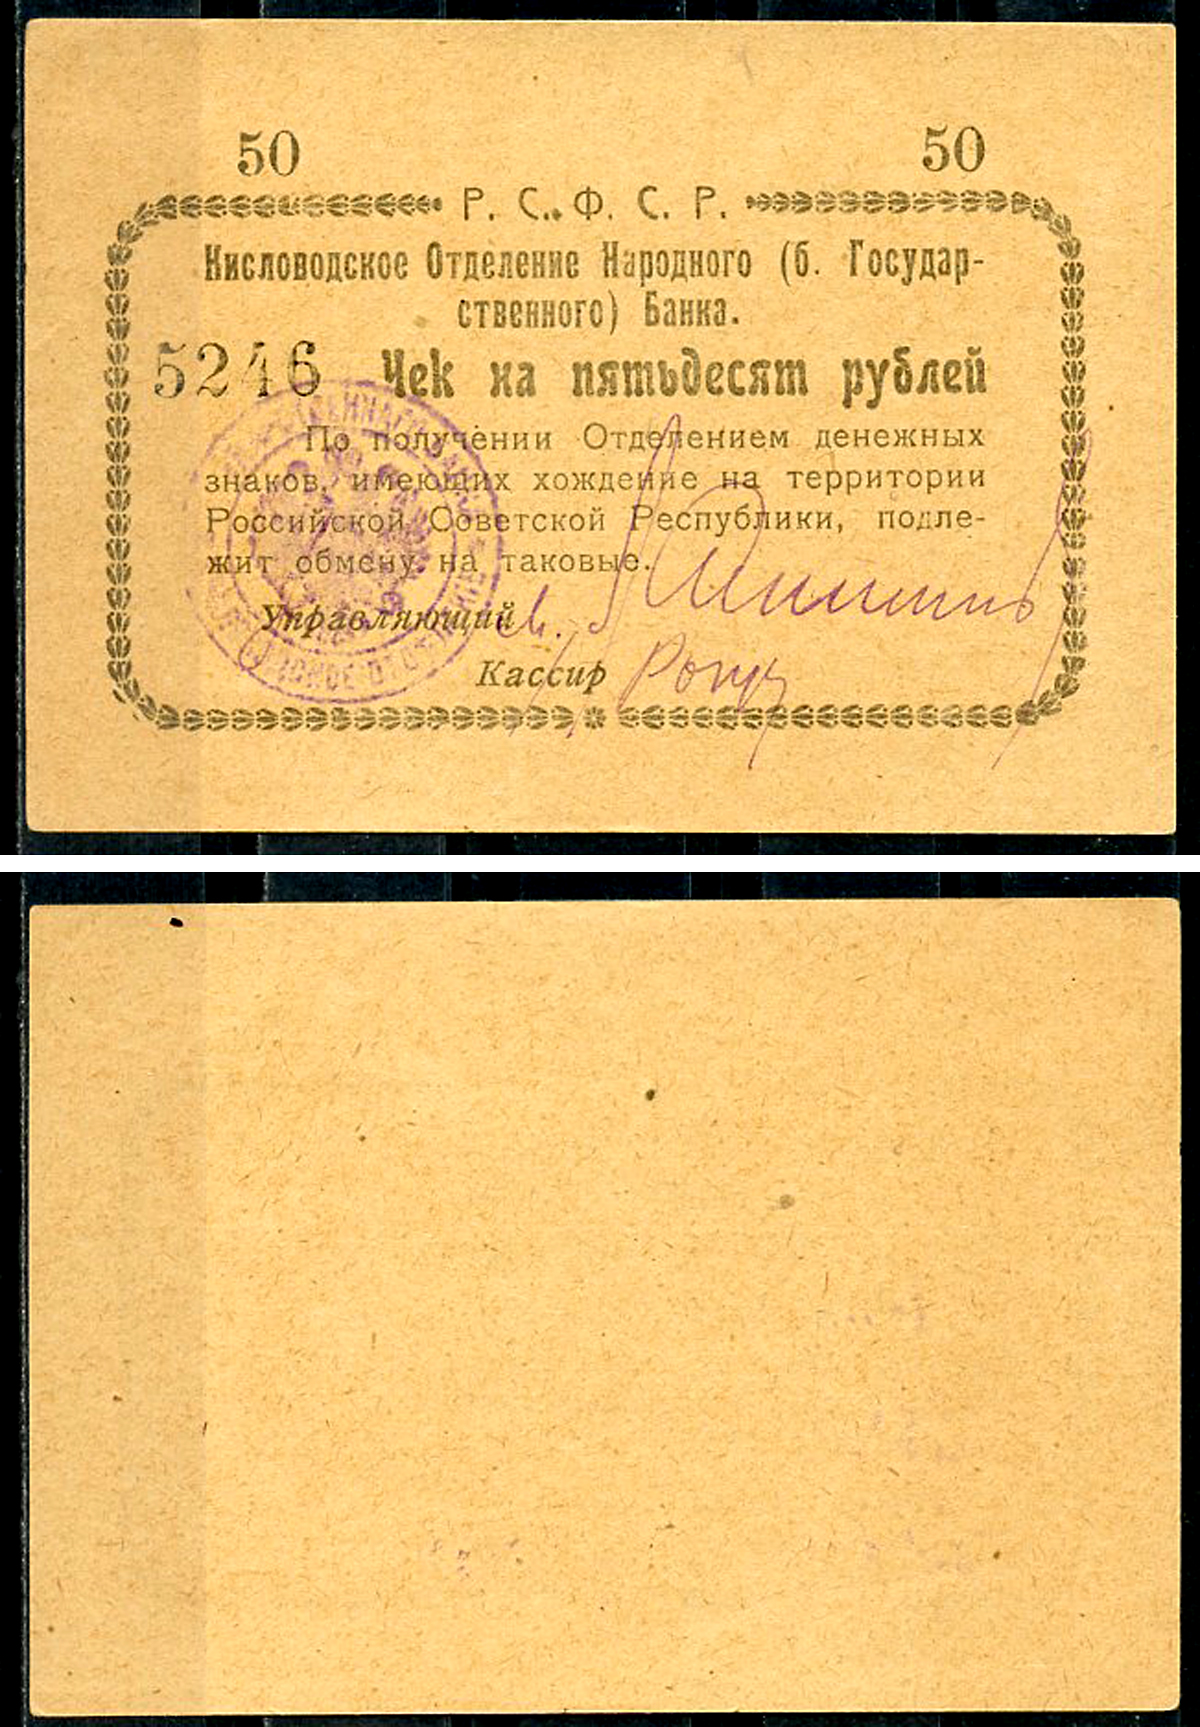 50 50
Р. С. Ф. С. Р.
Кисловодское Отделение Народного (б. Государ-
ственного) Банка.
5246 Чек на пятьдесят рублей
По получении Отделением денежных
знаков, имеющих хождение на территории
Российской Советской Республики, подле-
жит обмену на таковые.
Управляющий
Кассир